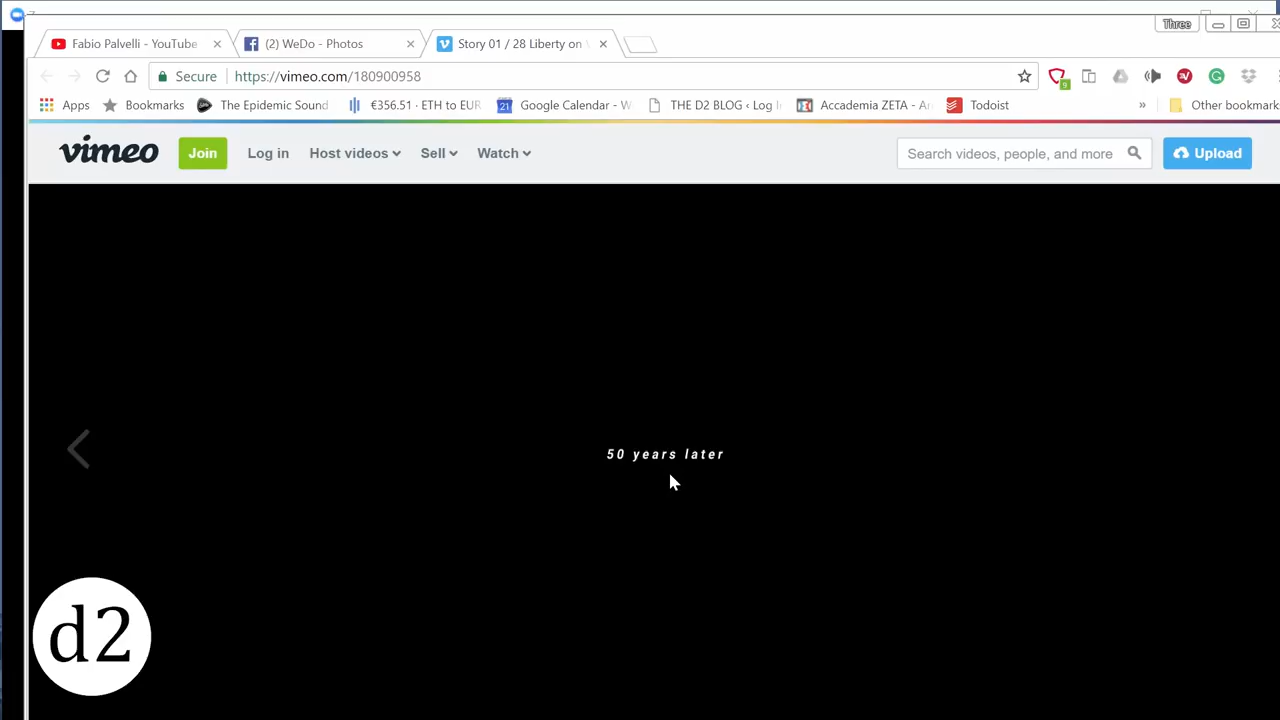 Three
Fabio Palvelli - YouTube
(2) WeDo - Photos
Story 01 / 28 Liberty on
Secure
https://vimeo.com/180900958
9
Apps
Bookmarks
The Epidemic Sound
€356.51 · ETH to EUR
21
Google Calendar - W
THE D2 BLOG ‹ Log I
Accademia ZETA - A
Todoist
»
Other bookmark
vimeo
Join
Log in
Host videos
Sell
Watch
Search videos, people, and more
Upload
50 years later
d2